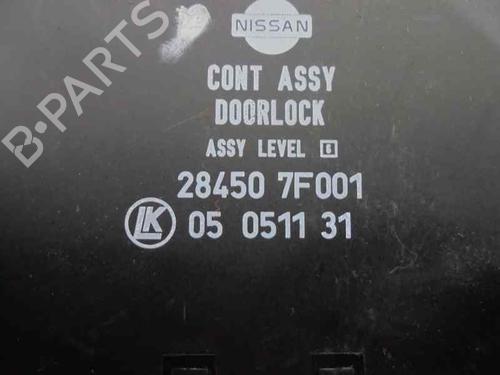 B-PARTS
NISSAN
CONT ASSY
DOORLOCK
ASSY LEVEL 6
28450 7F001
LK 05 0511 31